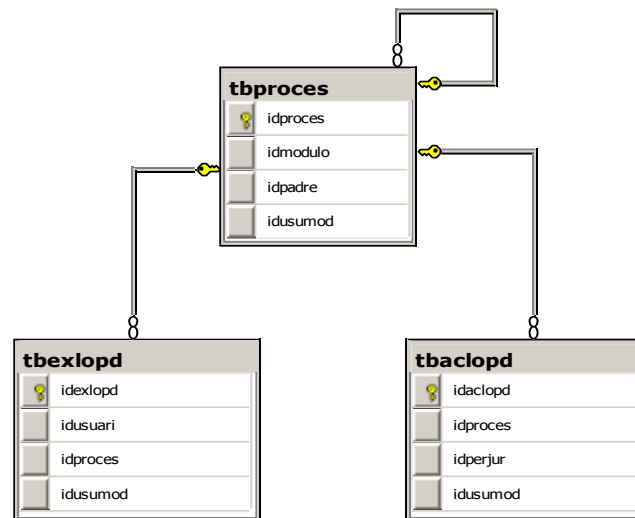 tbproces
idproces
idmodulo
idpadre
idusumod
tbexlopd
idexlopd
idusuari
idproces
idusumod
tbaclopd
idaclopd
idproces
idperjur
idusumod